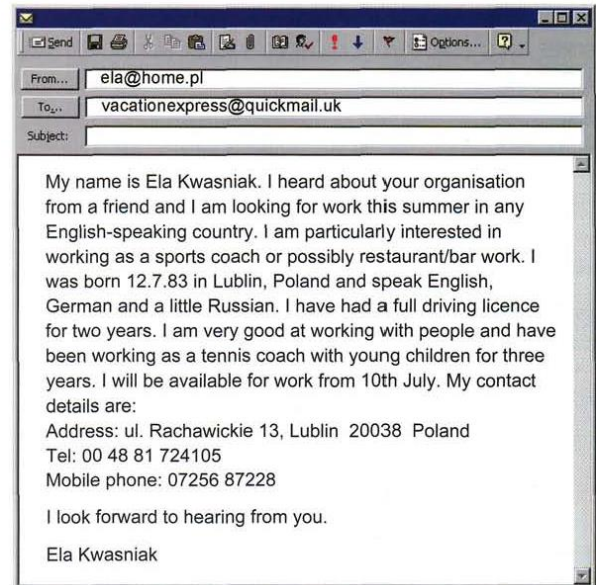 Send
Options...
From... ela@home.pl
To... vacationexpress@quickmail.uk
Subject:
My name is Ela Kwasniak. I heard about your organisation
from a friend and I am looking for work this summer in any
English-speaking country. I am particularly interested in
working as a sports coach or possibly restaurant/bar work. I
was born 12.7.83 in Lublin, Poland and speak English,
German and a little Russian. I have had a full driving licence
for two years. I am very good at working with people and have
been working as a tennis coach with young children for three
years. I will be available for work from 10th July. My contact
details are:
Address: ul. Rachawickie 13, Lublin 20038 Poland
Tel: 00 48 81 724105
Mobile phone: 07256 87228
I look forward to hearing from you.
Ela Kwasniak